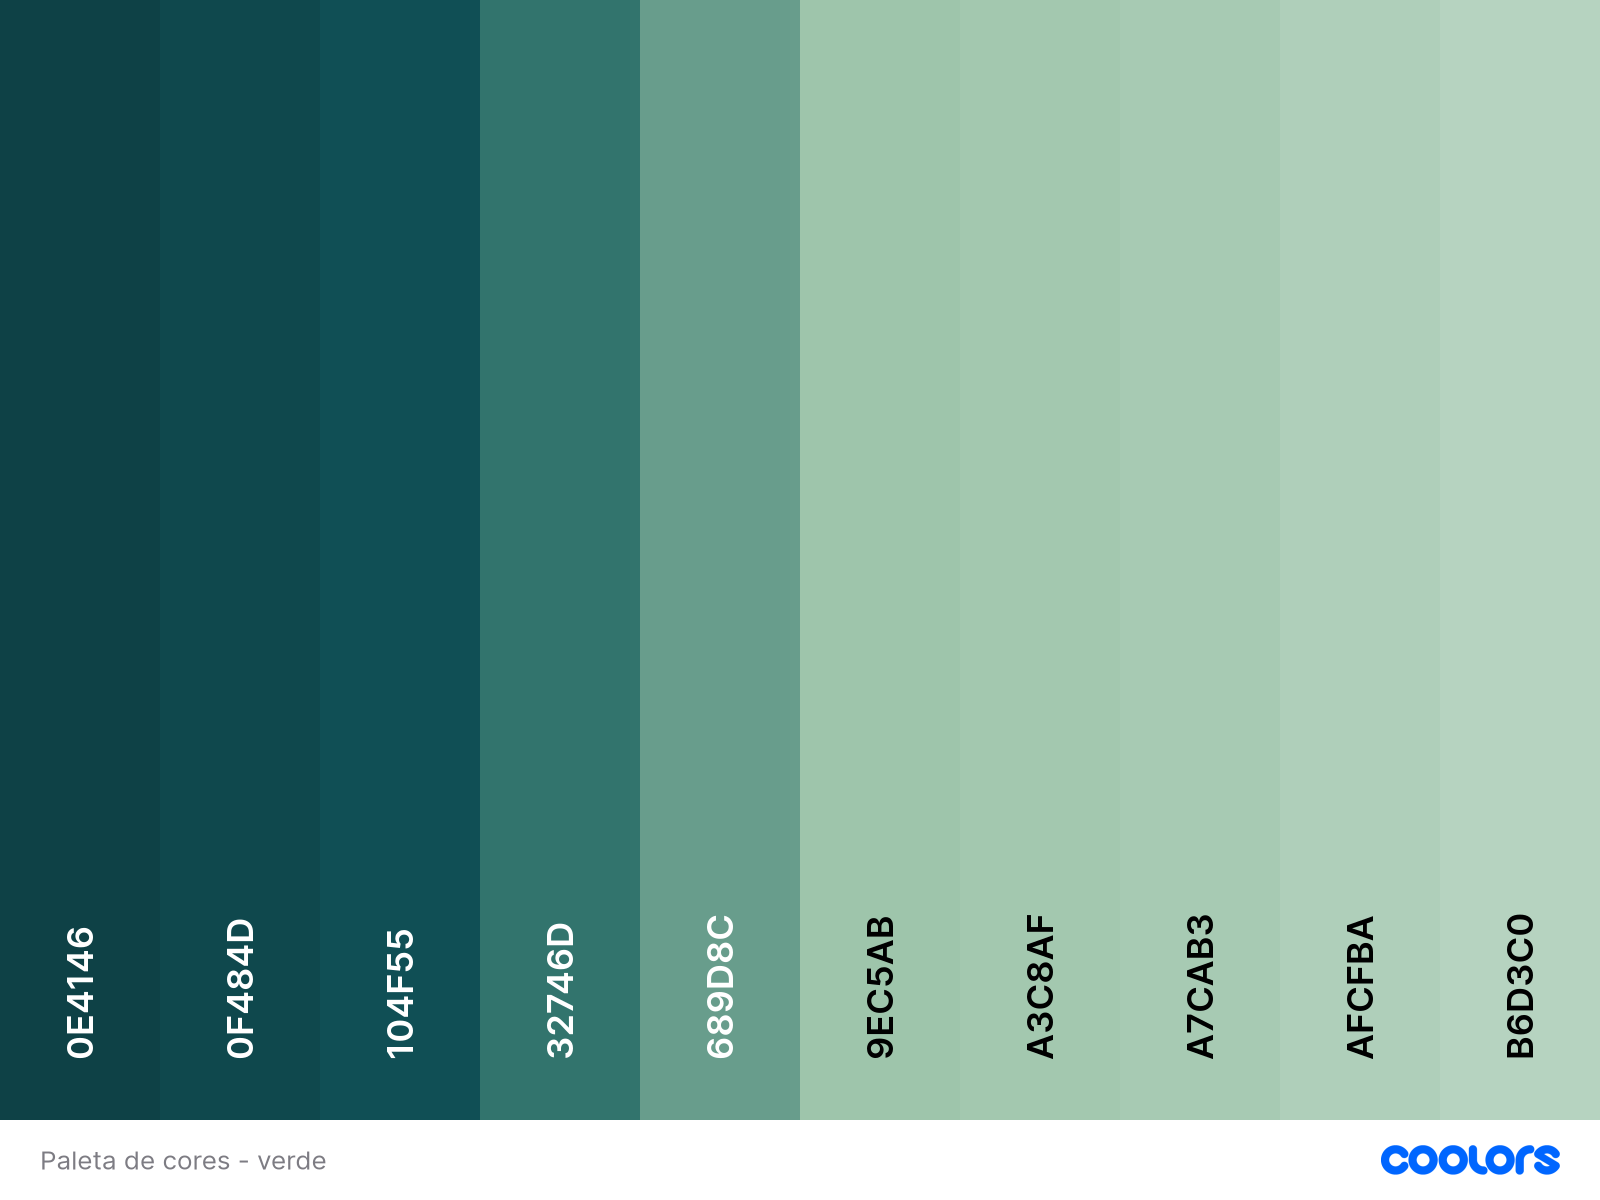 0E4146
0F484D
104F55
32746D
689D8C
9EC5AB
A3C8AF
A7CAB3
AFCFBA
B6D3C0
Paleta de cores - verde
coolors